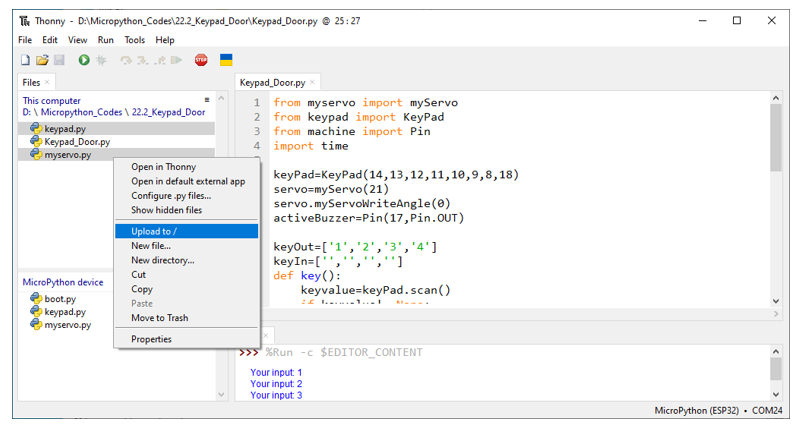 Thonny - D:\Micropython_Codes\22.2_Keypad_Door\Keypad_Door.py @ 25 : 27
File Edit View Run Tools Help
STOP
Files ×
This computer
D: \ Micropython_Codes \ 22.2_Keypad_Door
keypad.py
Keypad_Door.py
myservo.py
Open in Thonny
Open in default external app
Configure .py files...
Show hidden files
Upload to /
New file...
New directory...
Cut
Copy
Paste
Move to Trash
Properties
MicroPython device
boot.py
keypad.py
myservo.py
Keypad_Door.py ×
1 from myservo import myServo
2 from keypad import KeyPad
3 from machine import Pin
4 import time
keyPad=KeyPad(14,13,12,11,10,9,8,18)
servo=myServo(21)
servo.myServoWriteAngle(0)
activeBuzzer=Pin(17,Pin.OUT)
keyOut=['1','2','3','4']
keyIn=['','','','']
def key():
keyvalue=keyPad.scan()
>>> %Run -c $EDITOR_CONTENT
Your input: 1
Your input: 2
Your input: 3
MicroPython (ESP32) • COM24